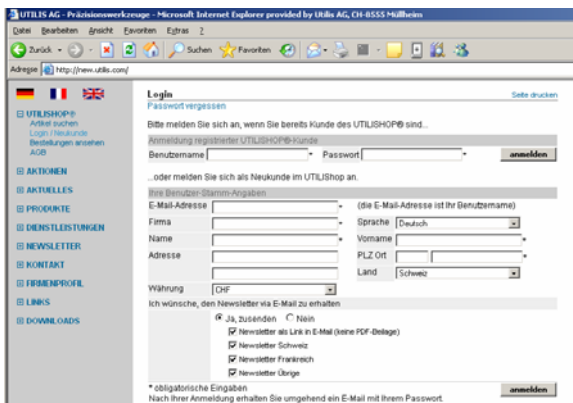 UTILIS AG - Präzisionswerkzeuge - Microsoft Internet Explorer provided by Utilis AG, CH-8555 Müllheim
Datei Bearbeiten Ansicht Favoriten Extras ?
Zurück Suchen Favoriten
Adresse http://new.utilis.com/
UTILISHOP®
Artikel suchen
Login / Neukunde
Bestellungen ansehen
AGB
AKTIONEN
AKTUELLES
PRODUKTE
DIENSTLEISTUNGEN
NEWSLETTER
KONTAKT
FIRMENPROFIL
LINKS
DOWNLOADS
Login Seite drucken
Passwort vergessen
Bitte melden Sie sich an, wenn Sie bereits Kunde des UTILISHOP® sind...
Anmeldung registrierter UTILISHOP®-Kunde
Benutzername * Passwort * anmelden
...oder melden Sie sich als Neukunde im UTILIShop an.
Ihre Benutzer-Stamm-Angaben
E-Mail-Adresse * (die E-Mail-Adresse ist Ihr Benutzername)
Firma * Sprache Deutsch
Name * Vorname *
Adresse PLZ Ort *
Land Schweiz
Währung CHF
Ich wünsche, den Newsletter via E-Mail zu erhalten
Ja, zusenden Nein
Newsletter als Link in E-Mail (keine PDF-Beilage)
Newsletter Schweiz
Newsletter Frankreich
Newsletter Übrige
* obligatorische Eingaben anmelden
Nach Ihrer Anmeldung erhalten Sie umgehend ein E-Mail mit Ihrem Passwort.